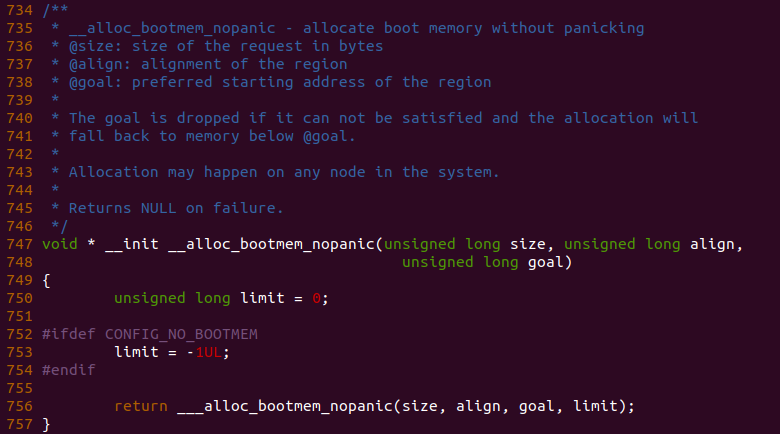 734 /**
735  * __alloc_bootmem_nopanic - allocate boot memory without panicking
736  * @size: size of the request in bytes
737  * @align: alignment of the region
738  * @goal: preferred starting address of the region
739  *
740  * The goal is dropped if it can not be satisfied and the allocation will
741  * fall back to memory below @goal.
742  *
743  * Allocation may happen on any node in the system.
744  *
745  * Returns NULL on failure.
746  */
747 void * __init __alloc_bootmem_nopanic(unsigned long size, unsigned long align,
748                                         unsigned long goal)
749 {
750         unsigned long limit = 0;
751
752 #ifdef CONFIG_NO_BOOTMEM
753         limit = -1UL;
754 #endif
755
756         return ___alloc_bootmem_nopanic(size, align, goal, limit);
757 }